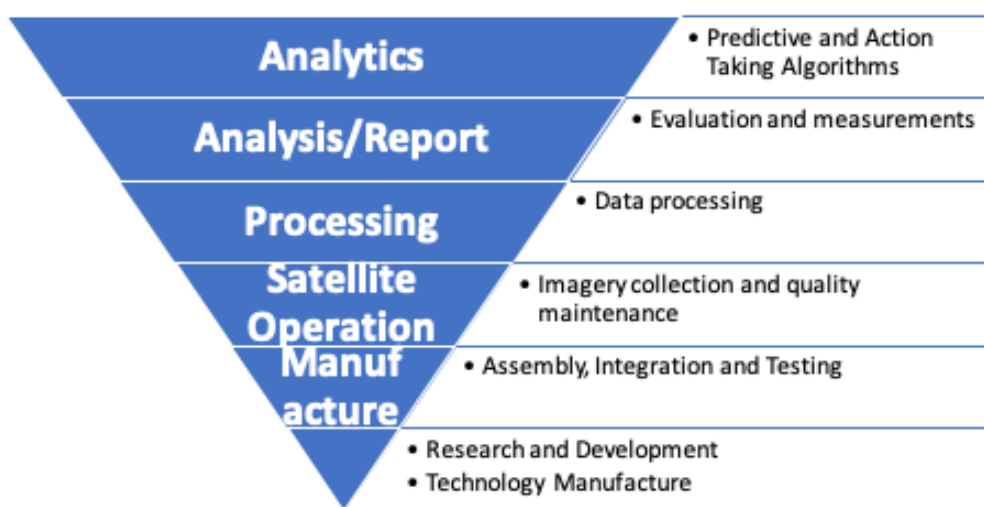 Analytics
• Predictive and Action
Taking Algorithms
Analysis/Report
• Evaluation and measurements
Processing
• Data processing
Satellite
Operation
• Imagery collection and quality
maintenance
Manuf
acture
• Assembly, Integration and Testing
• Research and Development
• Technology Manufacture